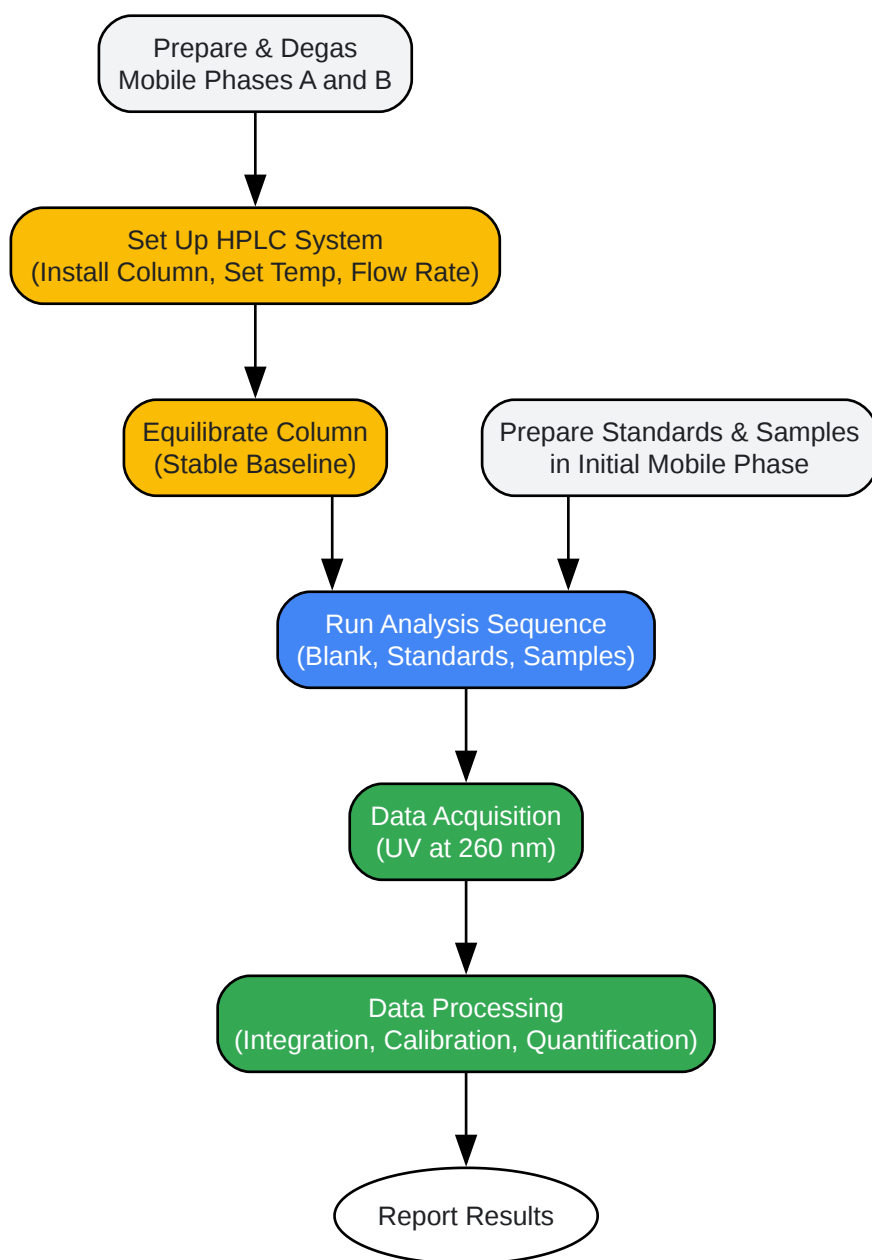 Prepare & Degas
Mobile Phases A and B
Set Up HPLC System
(Install Column, Set Temp, Flow Rate)
Equilibrate Column
(Stable Baseline)
Prepare Standards & Samples
in Initial Mobile Phase
Run Analysis Sequence
(Blank, Standards, Samples)
Data Acquisition
(UV at 260 nm)
Data Processing
(Integration, Calibration, Quantification)
Report Results